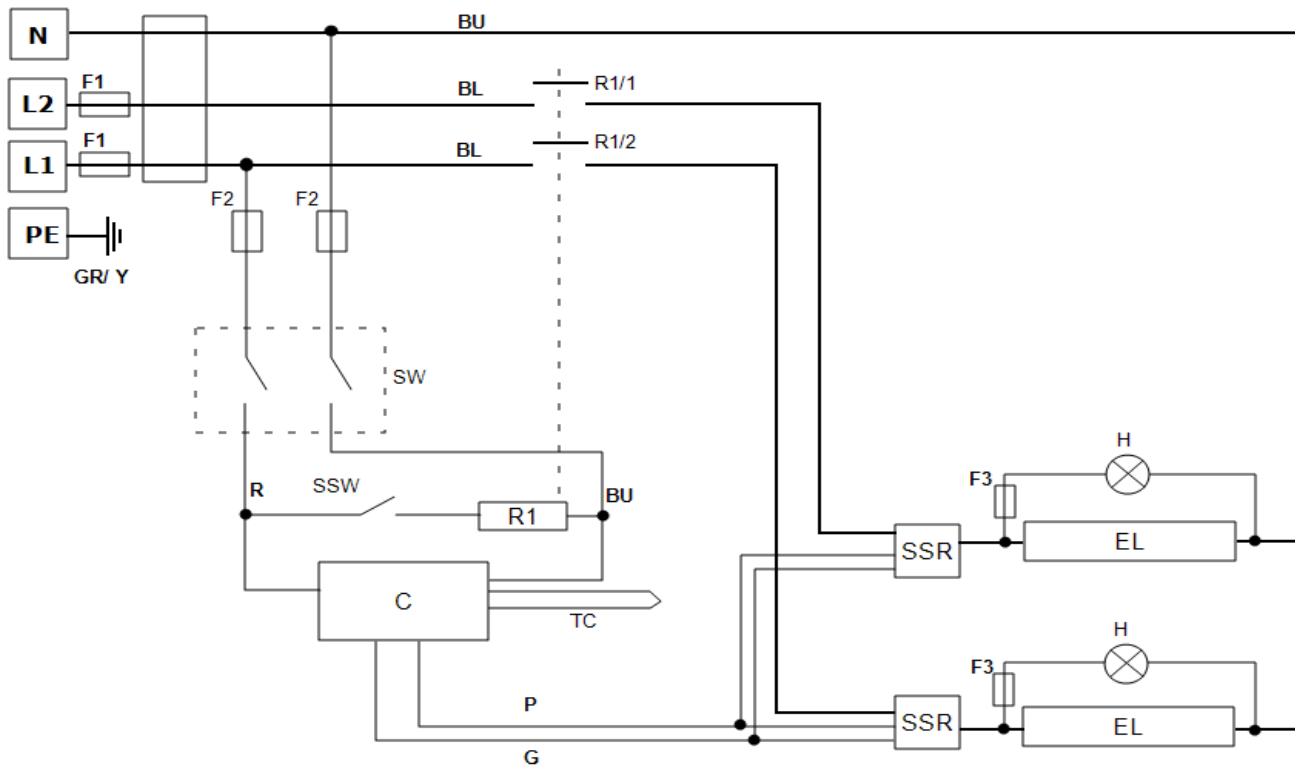 N
BU
F1
L2
BL
R1/1
F1
L1
BL
R1/2
F2
F2
PE
GR/ Y
SW
H
R
SSW
F3
BU
R1
SSR
EL
C
TC
H
F3
P
SSR
EL
G